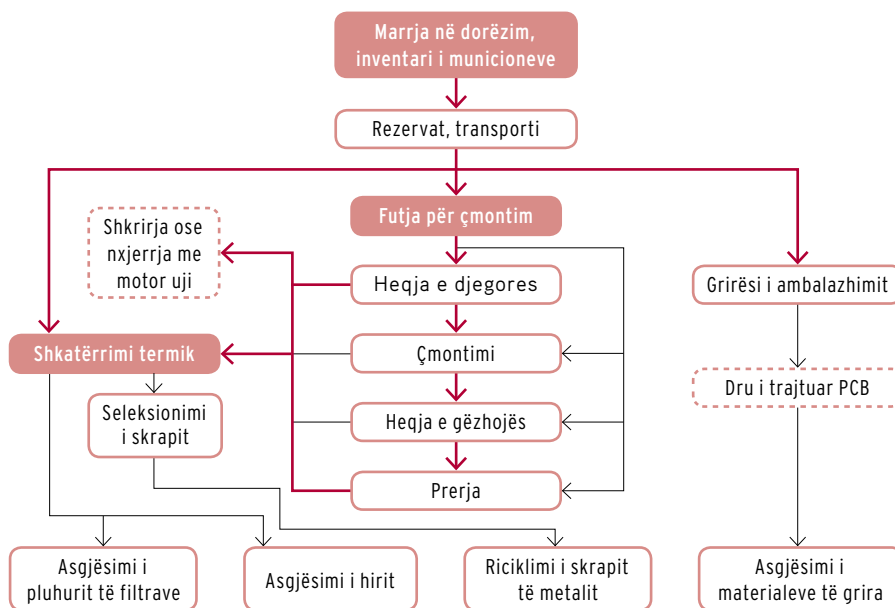 Marrja në dorëzim,
inventari i municioneve
Rezervat, transporti
Futja për çmontim
Shkrirja ose
nxjerrja me
motor uji
Heqja e djegores
Grirësi i ambalazhimit
Shkatërrimi termik
Çmontimi
Dru i trajtuar PCB
Seleksionimi
i skrapit
Heqja e gëzhojës
Prerja
Asgjësimi i
pluhurit të filtrave
Asgjësimi i hirit
Riciklimi i skrapit
të metalit
Asgjësimi i
materialeve të grira